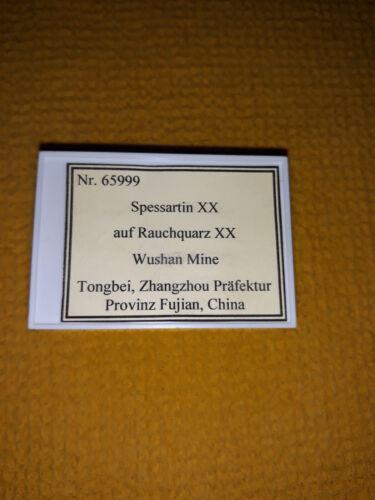 Nr. 65999
Spessartin XX
auf Rauchquarz XX
Wushan Mine
Tongbei, Zhangzhou Präfektur
Provinz Fujian, China